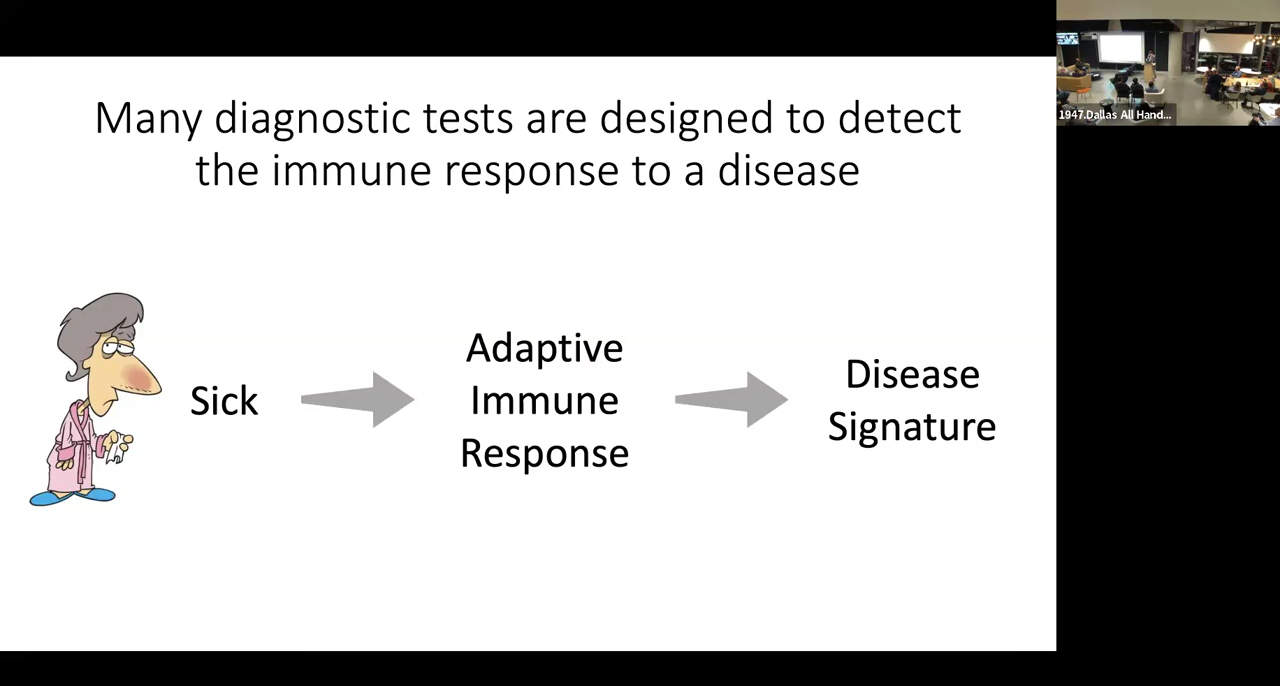 Many diagnostic tests are designed to detect
the immune response to a disease
Sick
Adaptive
Immune
Response
Disease
Signature
1947.Dallas All Hand...